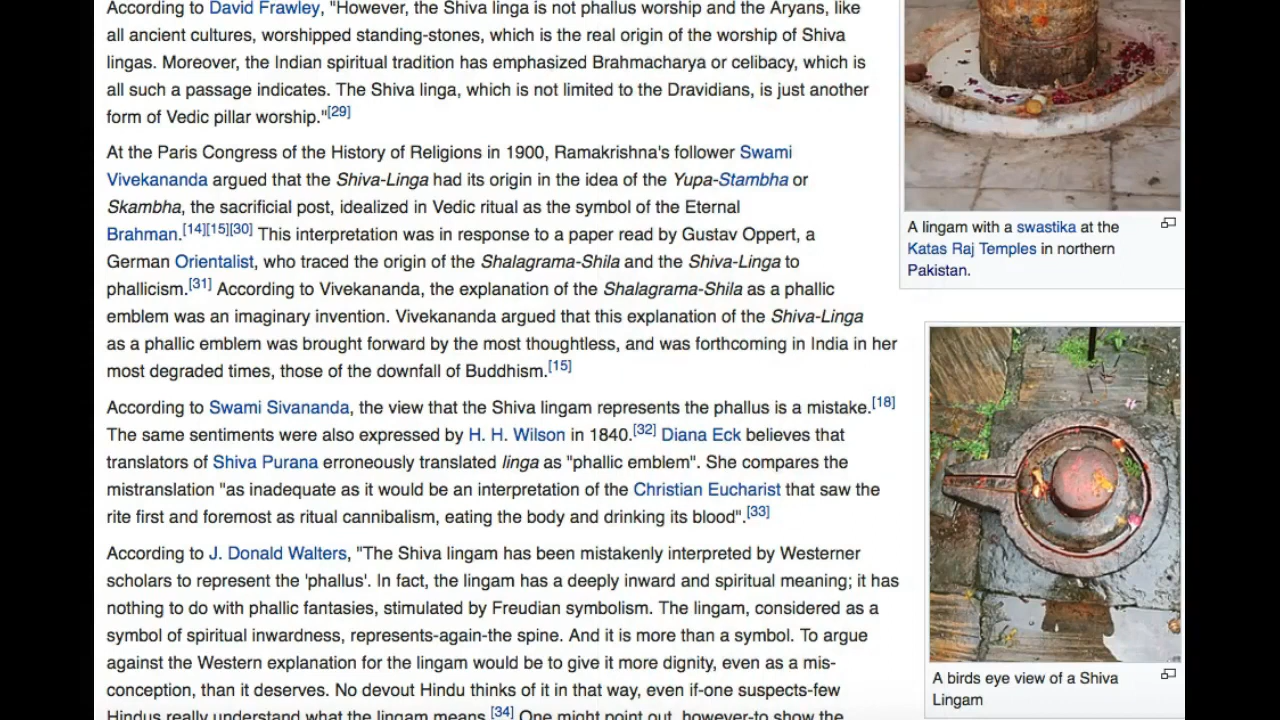 According to David Frawley, "However, the Shiva linga is not phallus worship and the Aryans, like
all ancient cultures, worshipped standing-stones, which is the real origin of the worship of Shiva
lingas. Moreover, the Indian spiritual tradition has emphasized Brahmacharya or celibacy, which is
all such a passage indicates. The Shiva linga, which is not limited to the Dravidians, is just another
form of Vedic pillar worship."[29]
At the Paris Congress of the History of Religions in 1900, Ramakrishna's follower Swami
Vivekananda argued that the Shiva-Linga had its origin in the idea of the Yupa-Stambha or
Skambha, the sacrificial post, idealized in Vedic ritual as the symbol of the Eternal
Brahman.[14][15][30] This interpretation was in response to a paper read by Gustav Oppert, a
German Orientalist, who traced the origin of the Shalagrama-Shila and the Shiva-Linga to
phallicism.[31] According to Vivekananda, the explanation of the Shalagrama-Shila as a phallic
emblem was an imaginary invention. Vivekananda argued that this explanation of the Shiva-Linga
as a phallic emblem was brought forward by the most thoughtless, and was forthcoming in India in her
most degraded times, those of the downfall of Buddhism.[15]
According to Swami Sivananda, the view that the Shiva lingam represents the phallus is a mistake.[18]
The same sentiments were also expressed by H. H. Wilson in 1840.[32] Diana Eck believes that
translators of Shiva Purana erroneously translated linga as "phallic emblem". She compares the
mistranslation "as inadequate as it would be an interpretation of the Christian Eucharist that saw the
rite first and foremost as ritual cannibalism, eating the body and drinking its blood".[33]
According to J. Donald Walters, "The Shiva lingam has been mistakenly interpreted by Westerner
scholars to represent the 'phallus'. In fact, the lingam has a deeply inward and spiritual meaning; it has
nothing to do with phallic fantasies, stimulated by Freudian symbolism. The lingam, considered as a
symbol of spiritual inwardness, represents-again-the spine. And it is more than a symbol. To argue
against the Western explanation for the lingam would be to give it more dignity, even as a mis-
conception, than it deserves. No devout Hindu thinks of it in that way, even if-one suspects-few
Hindus really understand what the lingam means.[34] One might point out, however-to show the
A lingam with a swastika at the
Katas Raj Temples in northern
Pakistan.
A birds eye view of a Shiva
Lingam